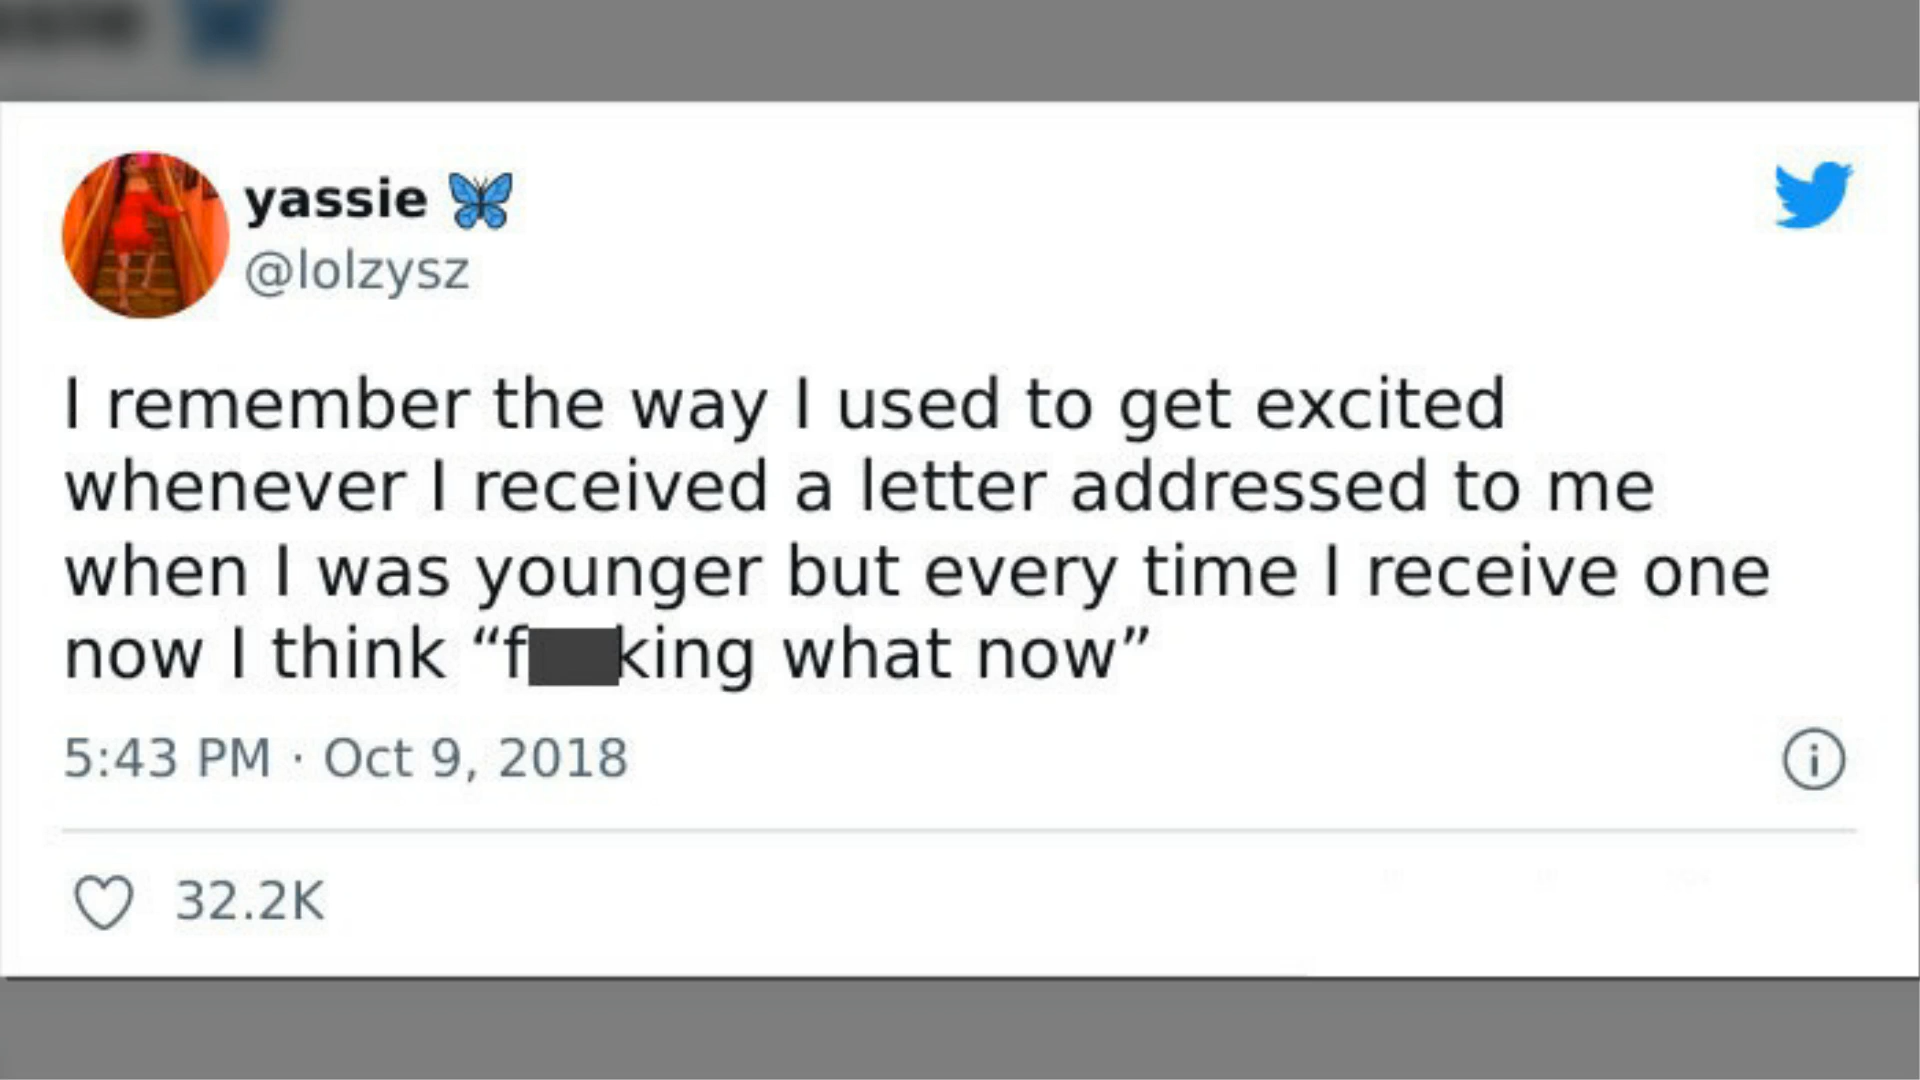 yassie 🦋
@lolzysz
I remember the way I used to get excited
whenever I received a letter addressed to me
when I was younger but every time I receive one
now I think “f██king what now”
5:43 PM · Oct 9, 2018
32.2K